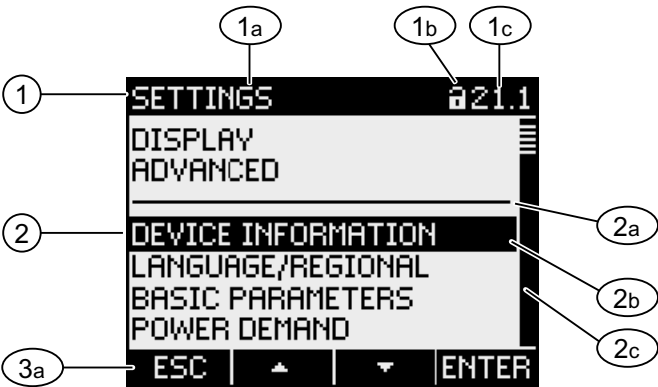 1a 1b 1c
1 SETTINGS 21.1
DISPLAY
ADVANCED
2a
2 DEVICE INFORMATION
LANGUAGE/REGIONAL
2b
BASIC PARAMETERS
POWER DEMAND
2c
3a ESC ENTER